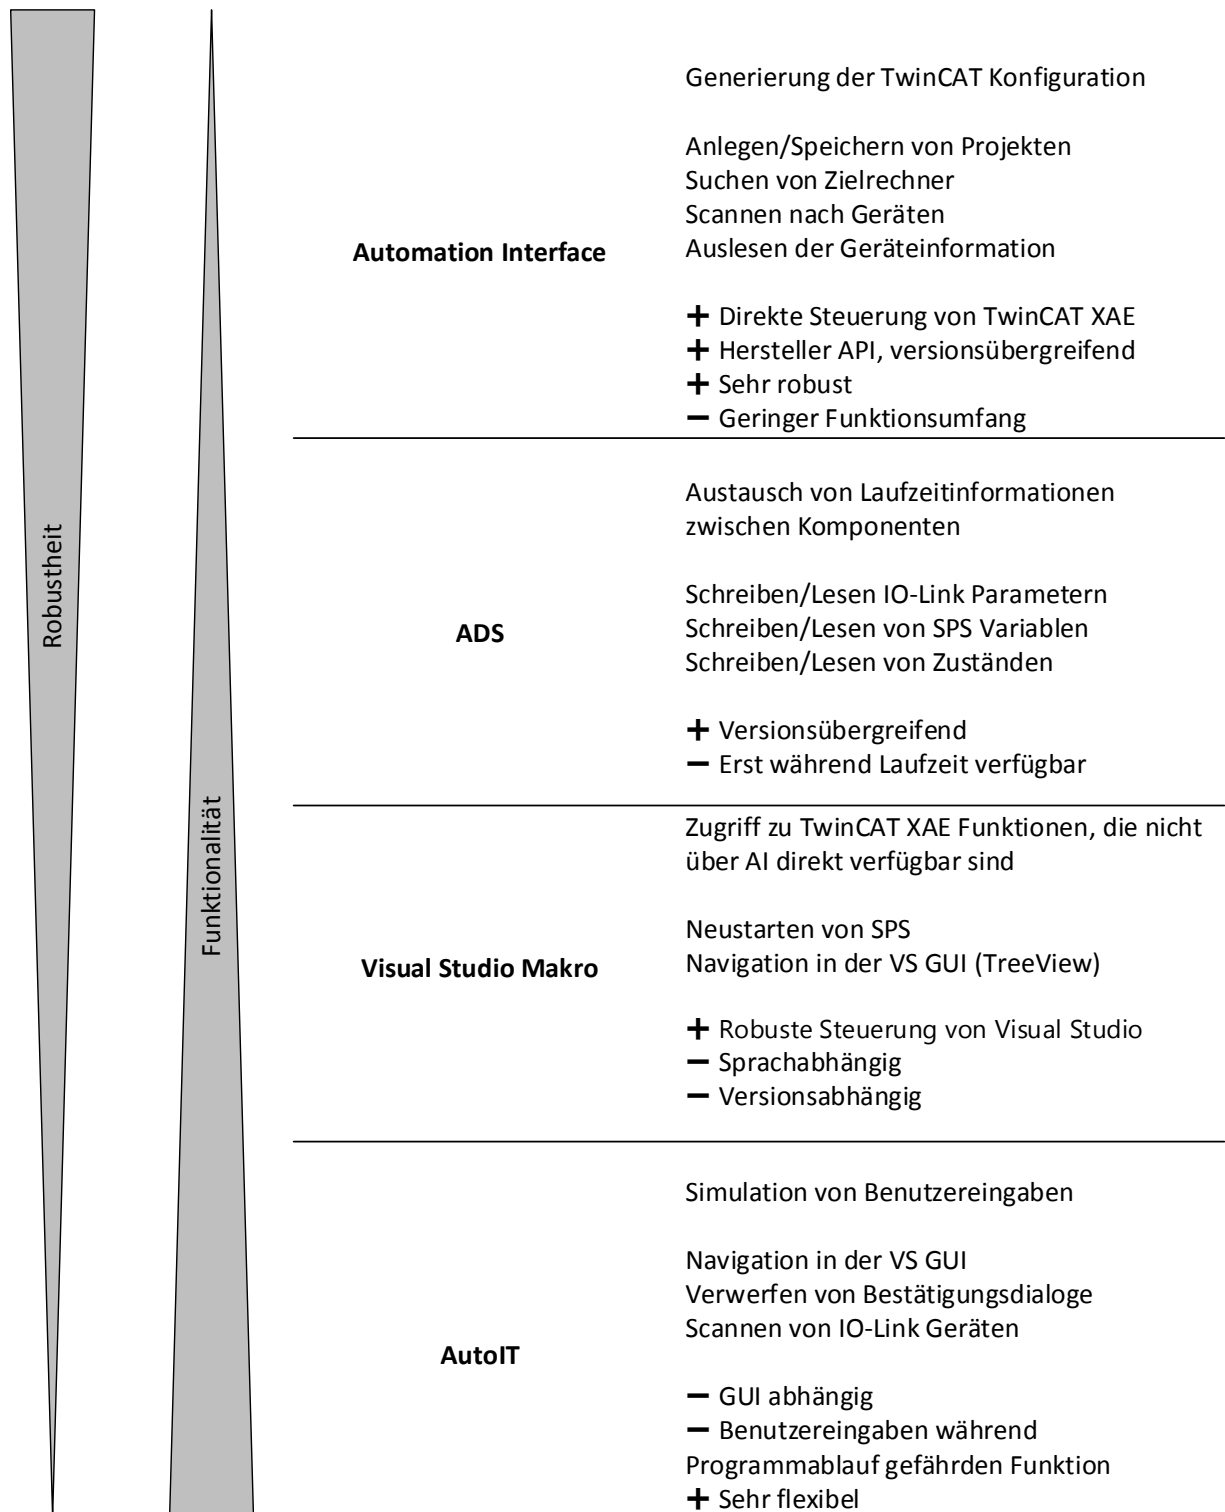 Robustheit
Funktionalität
Automation Interface
Generierung der TwinCAT Konfiguration
Anlegen/Speichern von Projekten
Suchen von Zielrechner
Scannen nach Geräten
Auslesen der Geräteinformation
+ Direkte Steuerung von TwinCAT XAE
+ Hersteller API, versionsübergreifend
+ Sehr robust
− Geringer Funktionsumfang
ADS
Austausch von Laufzeitinformationen
zwischen Komponenten
Schreiben/Lesen IO-Link Parametern
Schreiben/Lesen von SPS Variablen
Schreiben/Lesen von Zuständen
+ Versionsübergreifend
− Erst während Laufzeit verfügbar
Visual Studio Makro
Zugriff zu TwinCAT XAE Funktionen, die nicht
über AI direkt verfügbar sind
Neustarten von SPS
Navigation in der VS GUI (TreeView)
+ Robuste Steuerung von Visual Studio
− Sprachabhängig
− Versionsabhängig
AutoIT
Simulation von Benutzereingaben
Navigation in der VS GUI
Verwerfen von Bestätigungsdialoge
Scannen von IO-Link Geräten
− GUI abhängig
− Benutzereingaben während
Programmablauf gefährden Funktion
+ Sehr flexibel